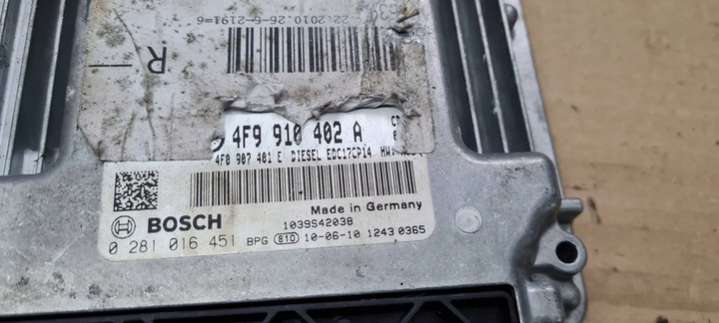 22.2010 26-6-2191=6
R
4F9 910 402 A
4F0 907 401 E DIESEL EDC17CP14
Made in Germany
1039S42038
BOSCH
0 281 016 451 BPG 810 10-06-10 1243 0365